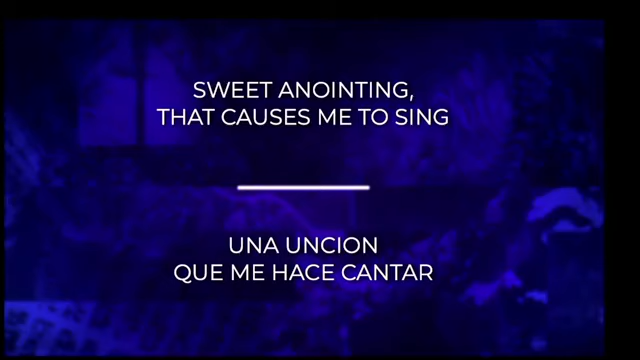 SWEET ANOINTING,
THAT CAUSES ME TO SING
UNA UNCION
QUE ME HACE CANTAR